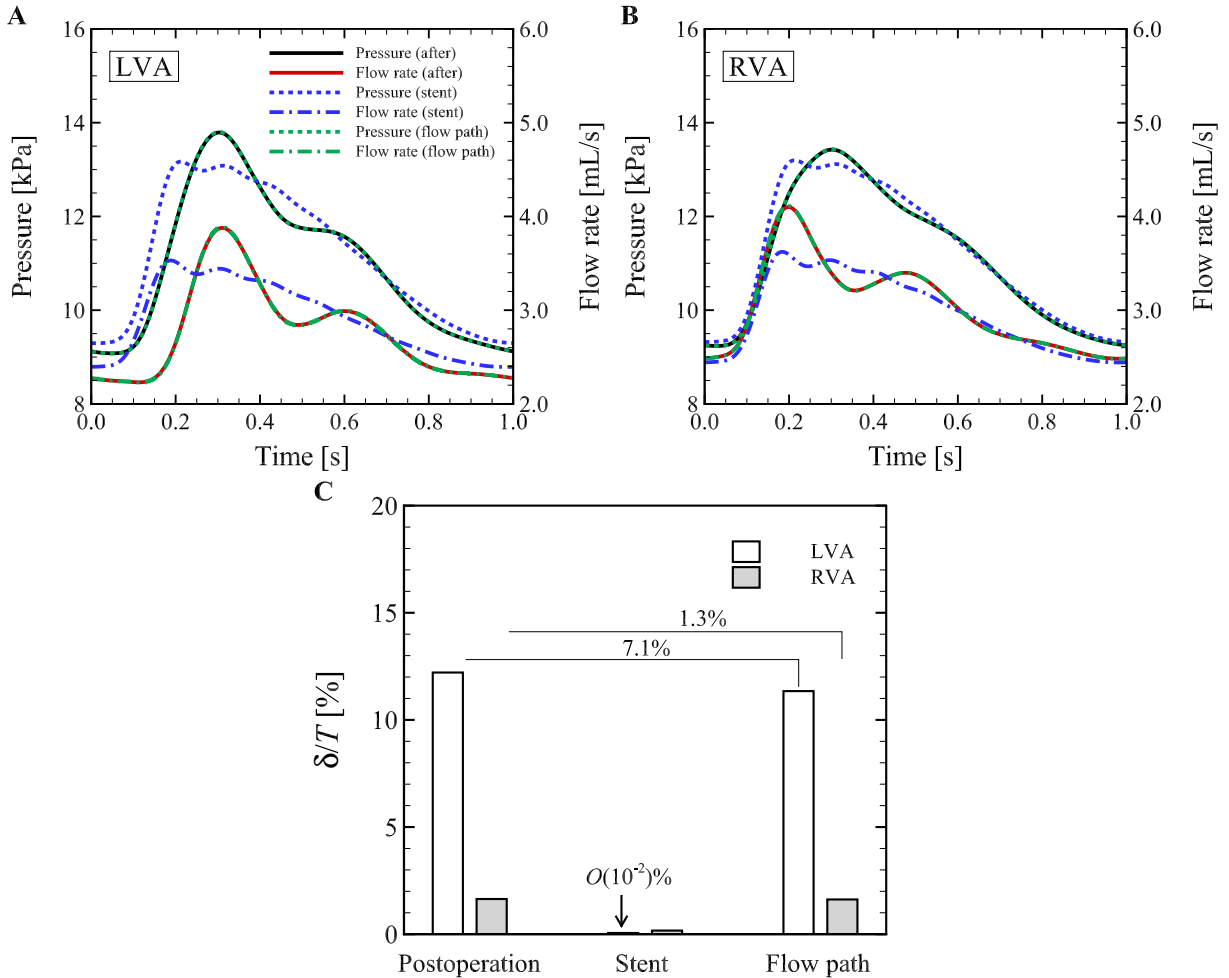 A
LVA
Pressure (after)
Flow rate (after)
Pressure (stent)
Flow rate (stent)
Pressure (flow path)
Flow rate (flow path)
16
14
12
10
8
Pressure [kPa]
6.0
5.0
4.0
3.0
2.0
Flow rate [mL/s]
0.0 0.2 0.4 0.6 0.8 1.0
Time [s]
B
RVA
16
14
12
10
8
Pressure [kPa]
6.0
5.0
4.0
3.0
2.0
Flow rate [mL/s]
0.0 0.2 0.4 0.6 0.8 1.0
Time [s]
C
20
15
10
5
0
δ/T [%]
LVA
RVA
1.3%
7.1%
O(10⁻²)%
Postoperation Stent Flow path